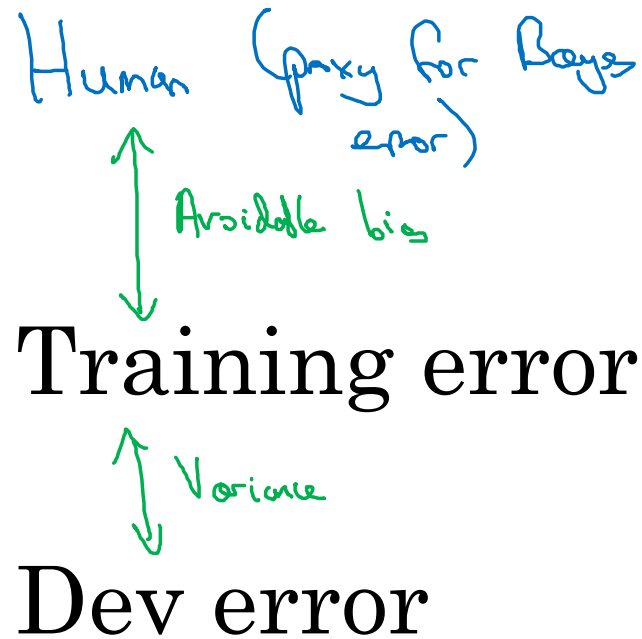 Human (proxy for Bayes
error)
Avoidable bias
Training error
Variance
Dev error